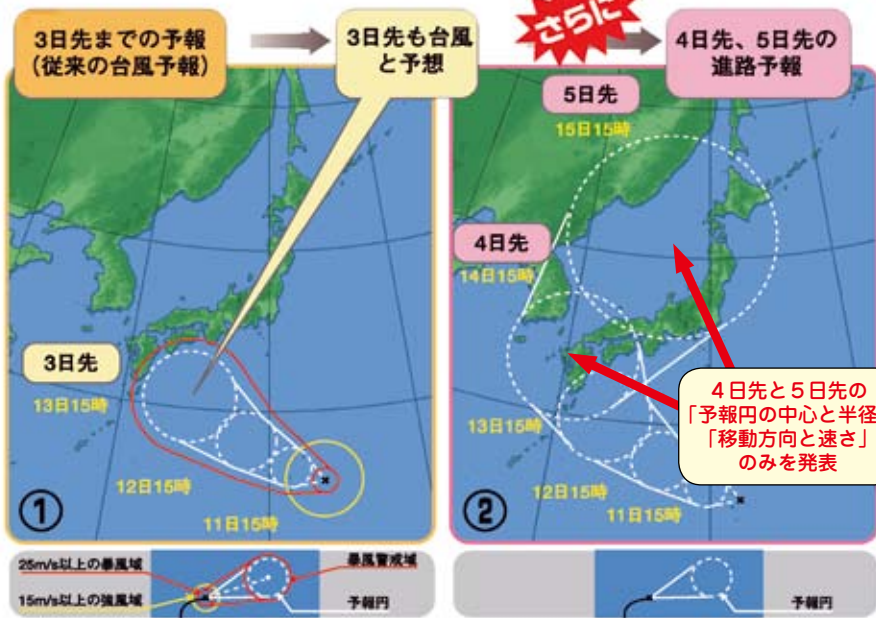 3日先までの予報
(従来の台風予報)
3日先も台風
と予想
さらに
4日先、5日先の
進路予報
3日先
13日15時
12日15時
11日15時
①
25m/s以上の暴風域
15m/s以上の強風域
暴風警戒域
予報円
5日先
15日15時
4日先
14日15時
13日15時
12日15時
11日15時
4日先と5日先の
「予報円の中心と半径
「移動方向と速さ」
のみを発表
②
予報円